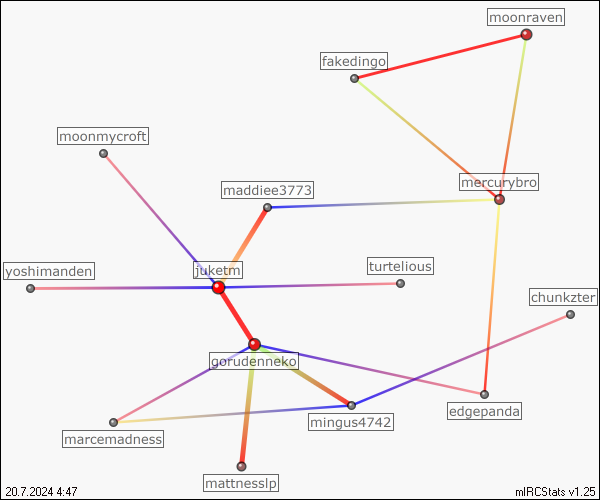 moonraven
fakedingo
moonmycroft
mercurybro
maddiee3773
yoshimanden
juketm
turtelious
chunkzter
gorudenneko
edgepanda
mingus4742
marcemadness
mattnesslp
20.7.2024 4:47
mIRCStats v1.25